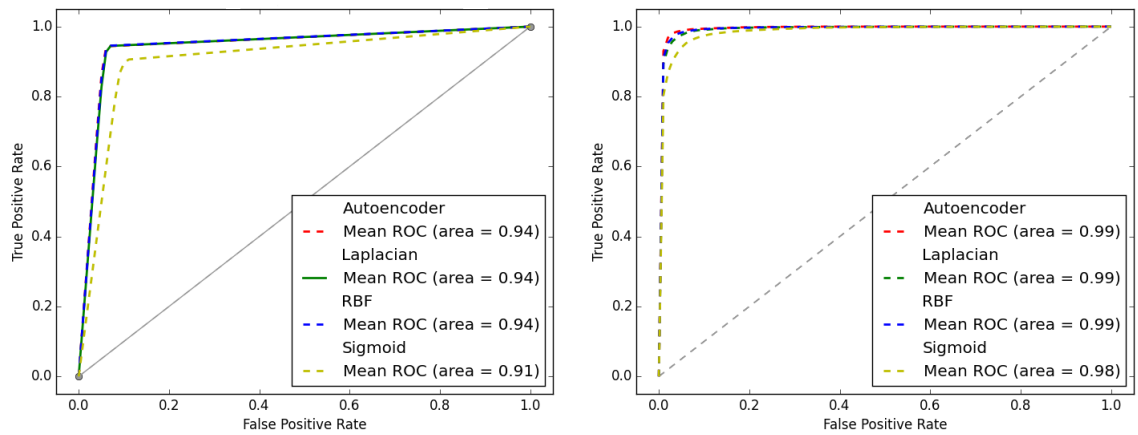 1.0
0.8
0.6
0.4
0.2
0.0
True Positive Rate
0.0 0.2 0.4 0.6 0.8 1.0
False Positive Rate
Autoencoder
Mean ROC (area = 0.94)
Laplacian
Mean ROC (area = 0.94)
RBF
Mean ROC (area = 0.94)
Sigmoid
Mean ROC (area = 0.91)
1.0
0.8
0.6
0.4
0.2
0.0
True Positive Rate
0.0 0.2 0.4 0.6 0.8 1.0
False Positive Rate
Autoencoder
Mean ROC (area = 0.99)
Laplacian
Mean ROC (area = 0.99)
RBF
Mean ROC (area = 0.99)
Sigmoid
Mean ROC (area = 0.98)